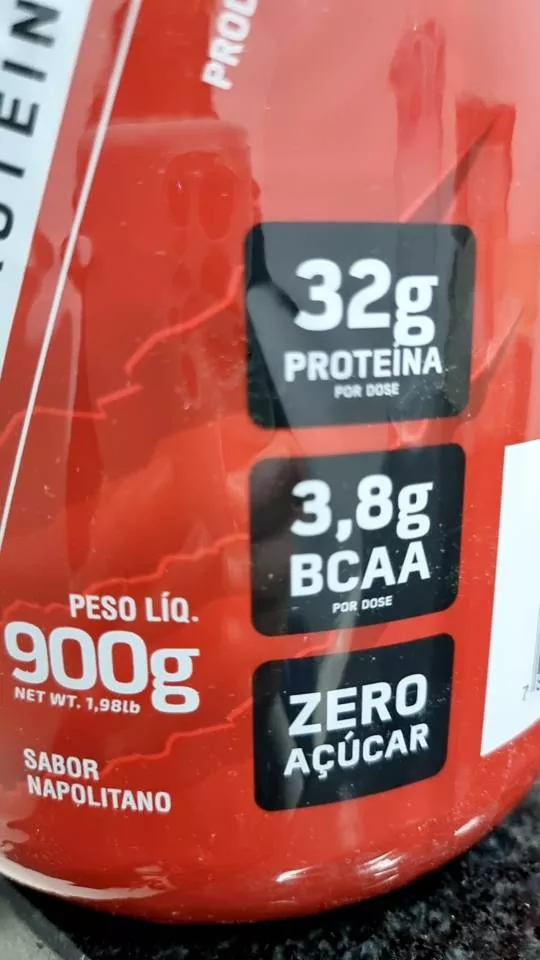 32g
PROTEÍNA
POR DOSE
3,8g
BCAA
POR DOSE
PESO LÍQ.
900g
NET WT. 1,98lb
ZERO
AÇÚCAR
SABOR
NAPOLITANO